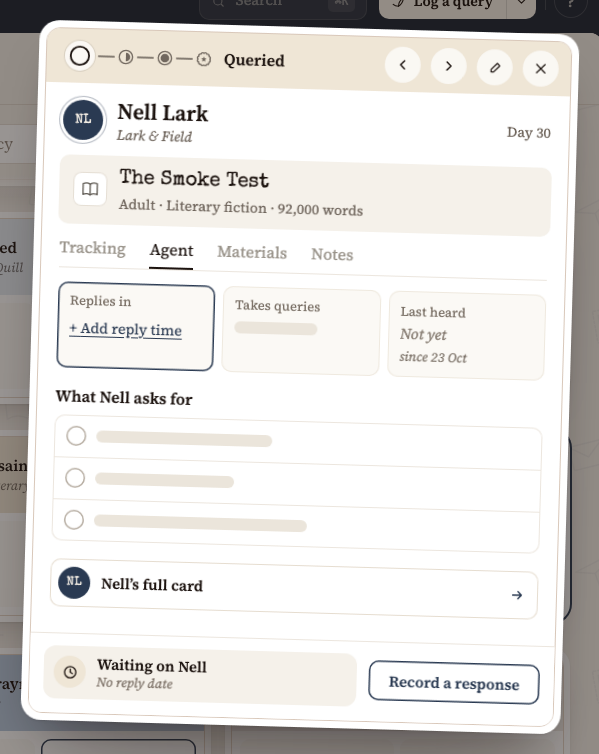 Search
⌘K
Log a query
?
Queried
NL
Nell Lark
Lark & Field
Day 30
The Smoke Test
Adult · Literary fiction · 92,000 words
Tracking
Agent
Materials
Notes
Replies in
+ Add reply time
Takes queries
Last heard
Not yet
since 23 Oct
What Nell asks for
NL
Nell's full card
Waiting on Nell
No reply date
Record a response